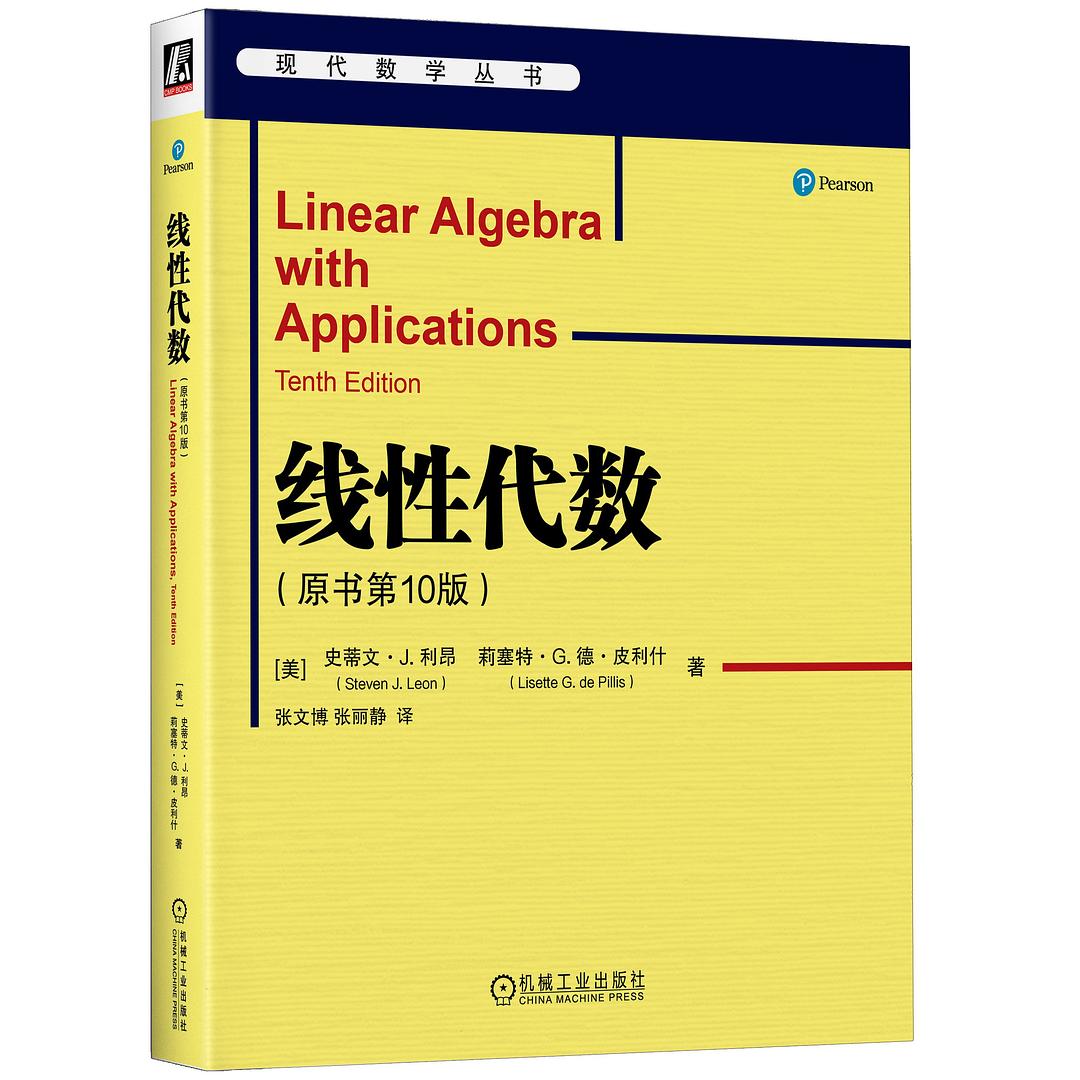 现代数学丛书
Pearson
Linear Algebra
with
Applications
Tenth Edition
线性代数
(原书第10版)
[美] 史蒂文·J. 利昂 莉塞特·G. 德·皮利什 著
(Steven J. Leon) (Lisette G. de Pillis)
张文博 张丽静 译
机械工业出版社
CHINA MACHINE PRESS
CMP BOOKS
Pearson
线性代数
(原书第10版)
Linear Algebra with Applications, Tenth Edition
[美] 史蒂文·J. 利昂
莉塞特·G. 德·皮利什 著
机械工业出版社
CHINA MACHINE PRESS